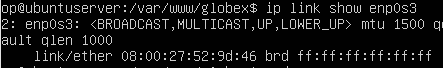 op@ubuntuserver:/var/www/globex$ ip link show enp0s3
2: enp0s3: <BROADCAST,MULTICAST,UP,LOWER_UP> mtu 1500 q
ault qlen 1000
link/ether 08:00:27:52:9d:46 brd ff:ff:ff:ff:ff:ff